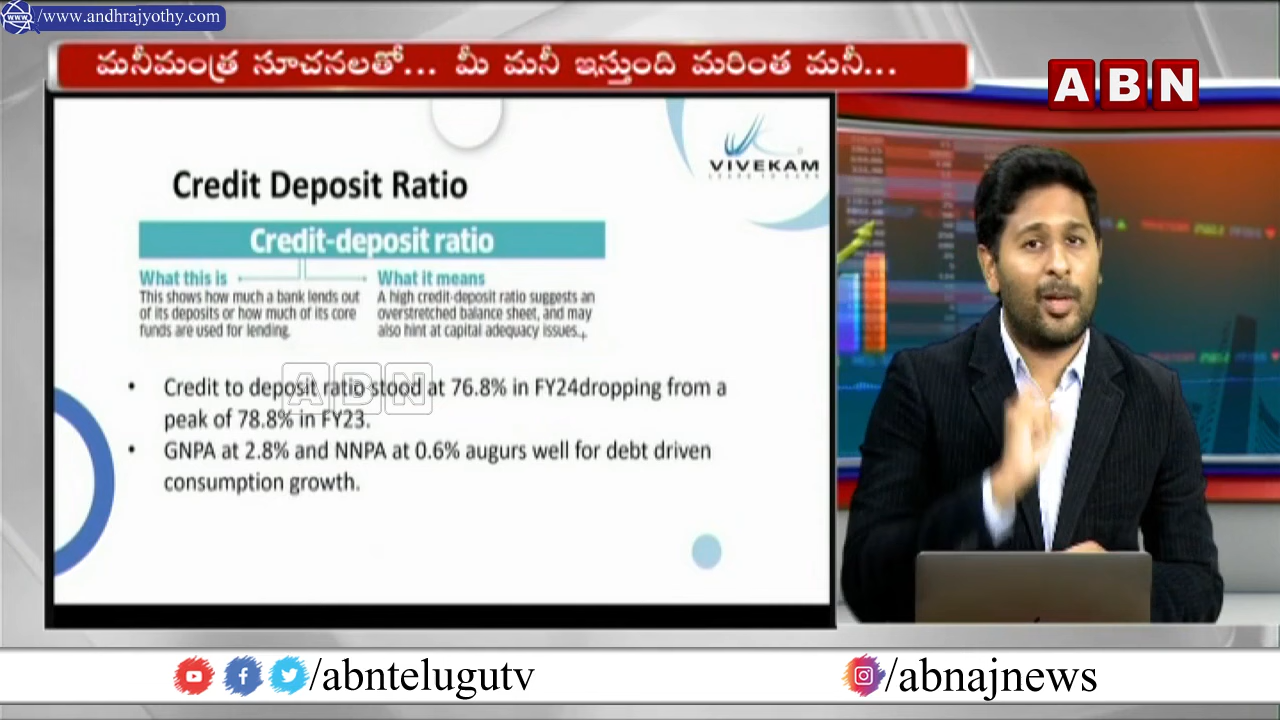 www /www.andhrajyothy.com
మనీమంత్ర సూచనలతో... మీ మనీ ఇస్తుంది మరింత మనీ...
ABN
VIVEKAM
Credit Deposit Ratio
Credit-deposit ratio
What this is
This shows how much a bank lends out
of its deposits or how much of its core
funds are used for lending.
What it means
A high credit-deposit ratio suggests an
overstretched balance sheet, and may
also hint at capital adequacy issues.
ABN
• Credit to deposit ratio stood at 76.8% in FY24dropping from a
peak of 78.8% in FY23.
• GNPA at 2.8% and NNPA at 0.6% augurs well for debt driven
consumption growth.
/abntelugutv
/abnajnews